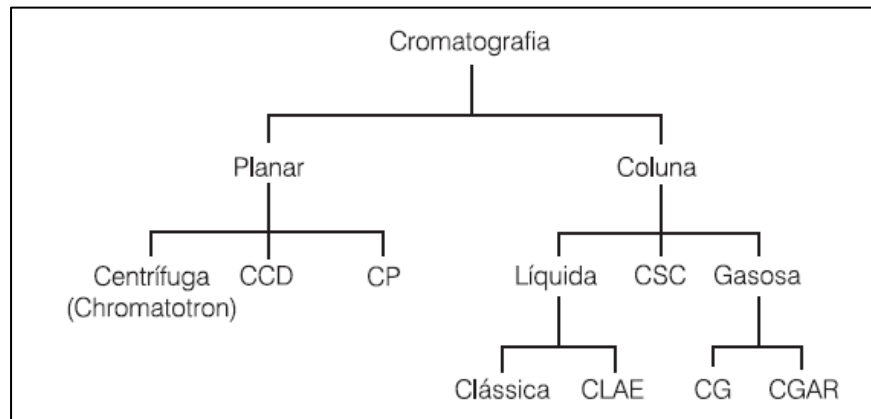 Cromatografia
Planar Coluna
Centrífuga CCD CP Líquida CSC Gasosa
(Chromatotron)
Clássica CLAE CG CGAR